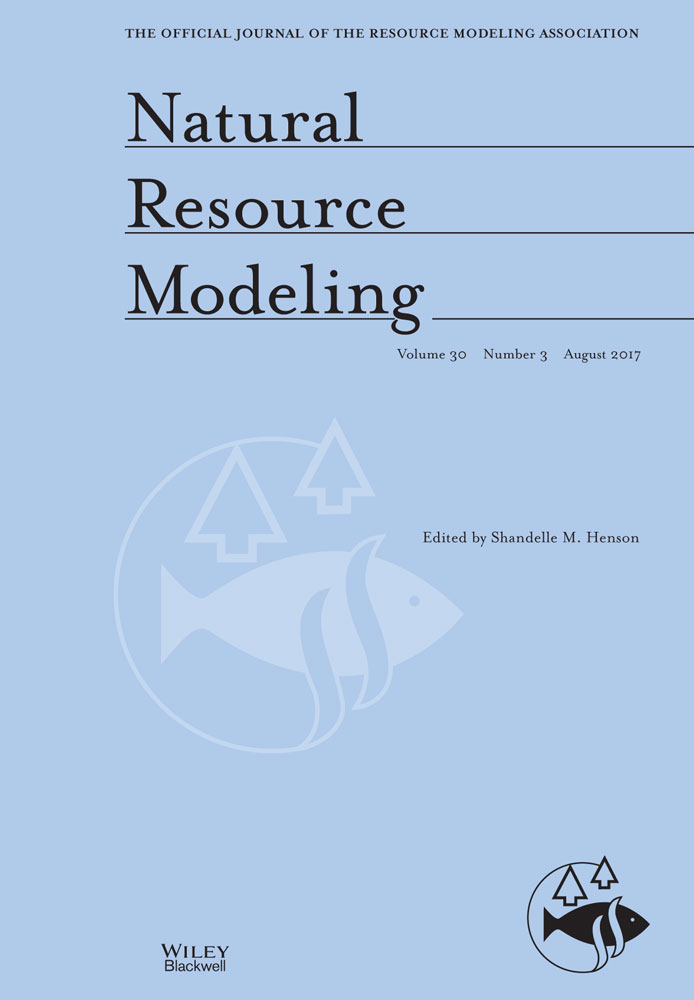 THE OFFICIAL JOURNAL OF THE RESOURCE MODELING ASSOCIATION
Natural
Resource
Modeling
Volume 30 Number 3 August 2017
Edited by Shandelle M. Henson
WILEY
Blackwell